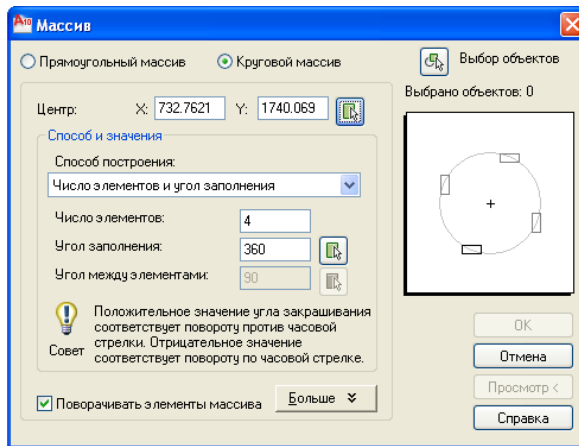 A10 Массив
Прямоугольный массив Круговой массив Выбор объектов
Выбрано объектов: 0
Центр: X: 732.7621 Y: 1740.069
Способ и значения
Способ построения:
Число элементов и угол заполнения
Число элементов: 4
Угол заполнения: 360
Угол между элементами: 90
Положительное значение угла закрашивания
соответствует повороту против часовой
стрелки. Отрицательное значение
соответствует повороту по часовой стрелке.
Совет
OK
Отмена
Просмотр <
Справка
Поворачивать элементы массива Больше